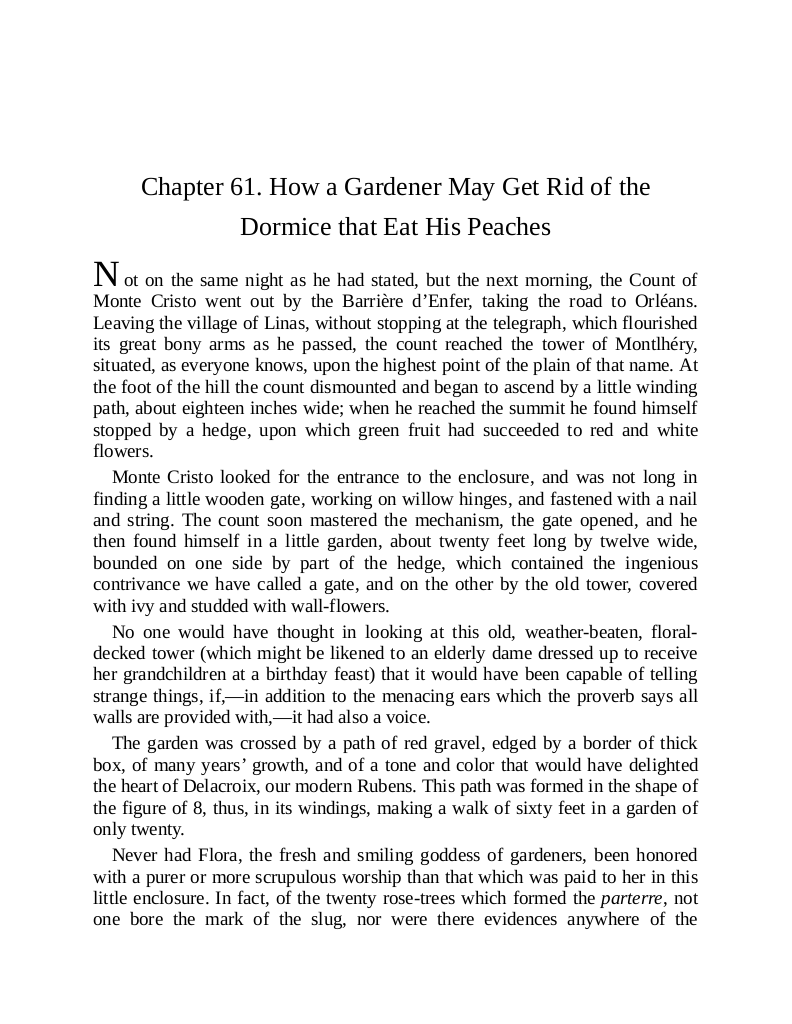 Chapter 61. How a Gardener May Get Rid of the
Dormice that Eat His Peaches
Not on the same night as he had stated, but the next morning, the Count of
Monte Cristo went out by the Barrière d’Enfer, taking the road to Orléans.
Leaving the village of Linas, without stopping at the telegraph, which flourished
its great bony arms as he passed, the count reached the tower of Montlhéry,
situated, as everyone knows, upon the highest point of the plain of that name. At
the foot of the hill the count dismounted and began to ascend by a little winding
path, about eighteen inches wide; when he reached the summit he found himself
stopped by a hedge, upon which green fruit had succeeded to red and white
flowers.
Monte Cristo looked for the entrance to the enclosure, and was not long in
finding a little wooden gate, working on willow hinges, and fastened with a nail
and string. The count soon mastered the mechanism, the gate opened, and he
then found himself in a little garden, about twenty feet long by twelve wide,
bounded on one side by part of the hedge, which contained the ingenious
contrivance we have called a gate, and on the other by the old tower, covered
with ivy and studded with wall-flowers.
No one would have thought in looking at this old, weather-beaten, floral-
decked tower (which might be likened to an elderly dame dressed up to receive
her grandchildren at a birthday feast) that it would have been capable of telling
strange things, if,—in addition to the menacing ears which the proverb says all
walls are provided with,—it had also a voice.
The garden was crossed by a path of red gravel, edged by a border of thick
box, of many years’ growth, and of a tone and color that would have delighted
the heart of Delacroix, our modern Rubens. This path was formed in the shape of
the figure of 8, thus, in its windings, making a walk of sixty feet in a garden of
only twenty.
Never had Flora, the fresh and smiling goddess of gardeners, been honored
with a purer or more scrupulous worship than that which was paid to her in this
little enclosure. In fact, of the twenty rose-trees which formed the parterre, not
one bore the mark of the slug, nor were there evidences anywhere of the